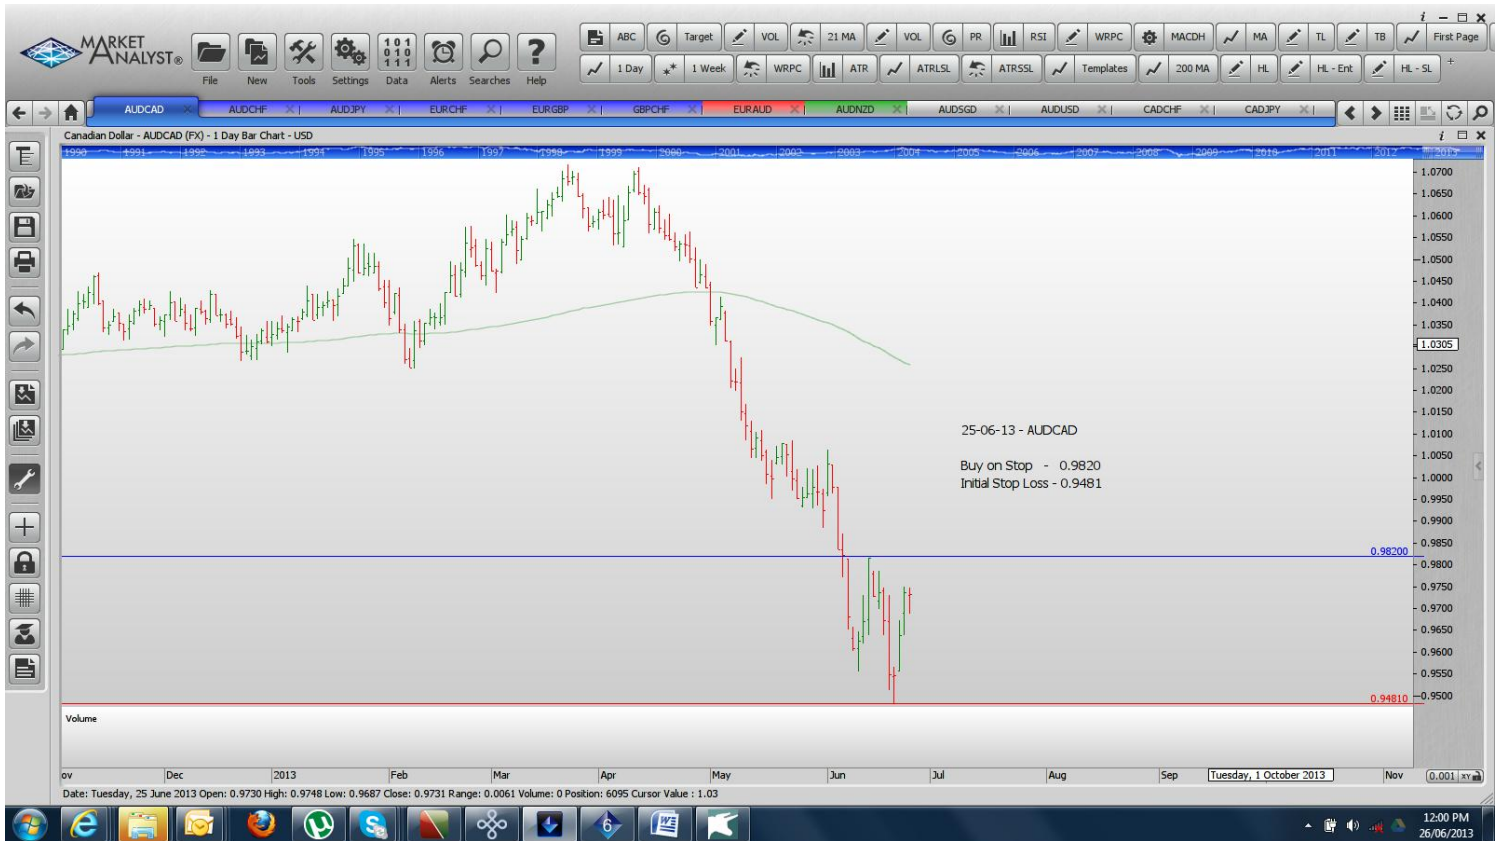 MARKET
ANALYST®
File New Tools Settings Data Alerts Searches Help
ABC Target VOL 21 MA VOL PR RSI WRPC MACDH MA TL TB First Page
1 Day 1 Week WRPC ATR ATRLSL ATRSSL Templates 200 MA HL HL - Ent HL - SL
AUDCAD AUDCHF AUDJPY EURCHF EURGBP GBPCHF EURAUD AUDNZD AUDSGD AUDUSD CADCHF CADJPY
Canadian Dollar - AUDCAD (FX) - 1 Day Bar Chart - USD
1990 1991 1992 1993 1994 1995 1996 1997 1998 1999 2000 2001 2002 2003 2004 2005 2006 2007 2008 2009 2010 2011 2012 2013
1.0700
1.0650
1.0600
1.0550
1.0500
1.0450
1.0400
1.0350
1.0305
1.0250
1.0200
1.0150
25-06-13 - AUDCAD
1.0100
1.0050
Buy on Stop - 0.9820
1.0000
Initial Stop Loss - 0.9481
0.9950
0.9900
0.9850
0.98200
0.9800
0.9750
0.9700
0.9650
0.9600
0.9550
0.94810
0.9500
Volume
ov Dec 2013 Feb Mar Apr May Jun Jul Aug Sep Tuesday, 1 October 2013 Nov 0.001 XY
Date: Tuesday, 25 June 2013 Open: 0.9730 High: 0.9748 Low: 0.9687 Close: 0.9731 Range: 0.0061 Volume: 0 Position: 6095 Cursor Value : 1.03
12:00 PM
26/06/2013